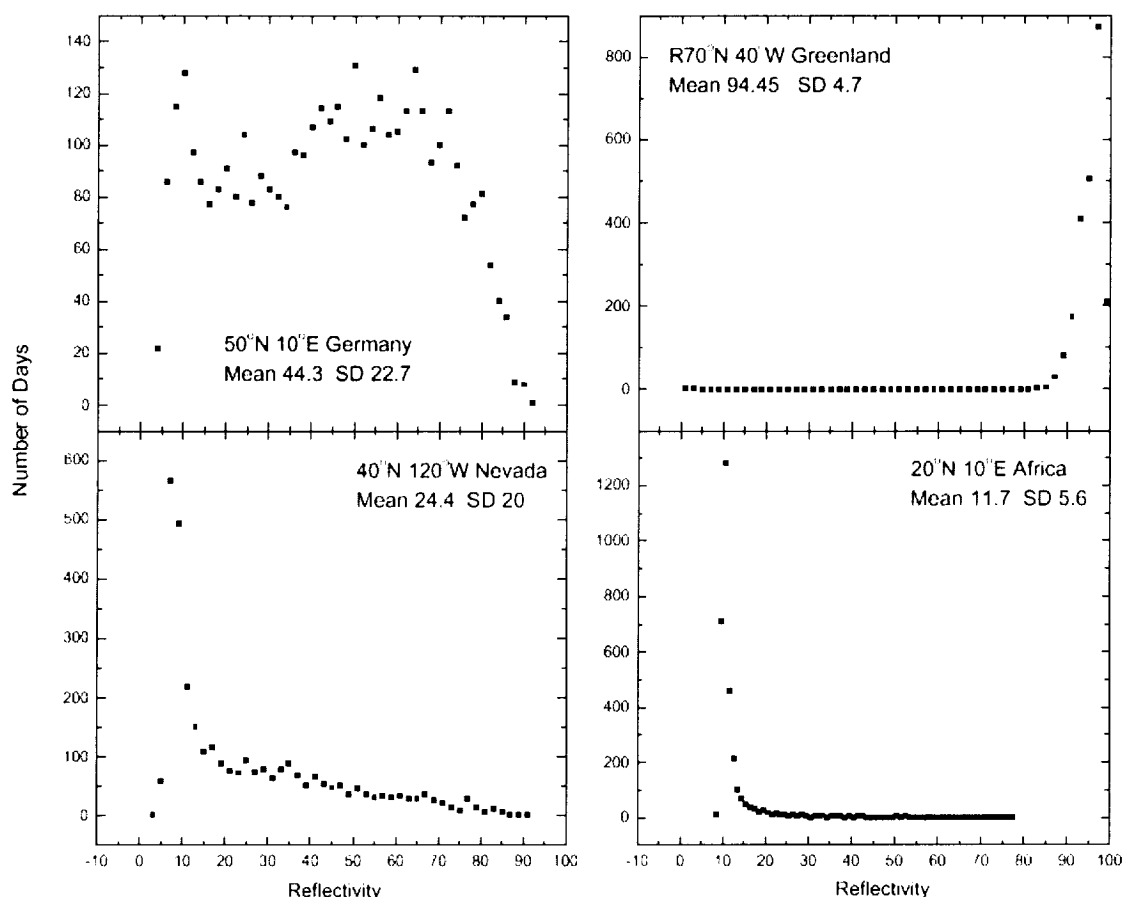 Number of Days
140
120
100
80
60
40
20
0
50°N 10°E Germany
Mean 44.3 SD 22.7
800
600
400
200
0
R70°N 40°W Greenland
Mean 94.45 SD 4.7
600
500
400
300
200
100
0
40°N 120°W Nevada
Mean 24.4 SD 20
-10 0 10 20 30 40 50 60 70 80 90 100
Reflectivity
1200
1000
800
600
400
200
0
20°N 10°E Africa
Mean 11.7 SD 5.6
-10 0 10 20 30 40 50 60 70 80 90 100
Reflectivity